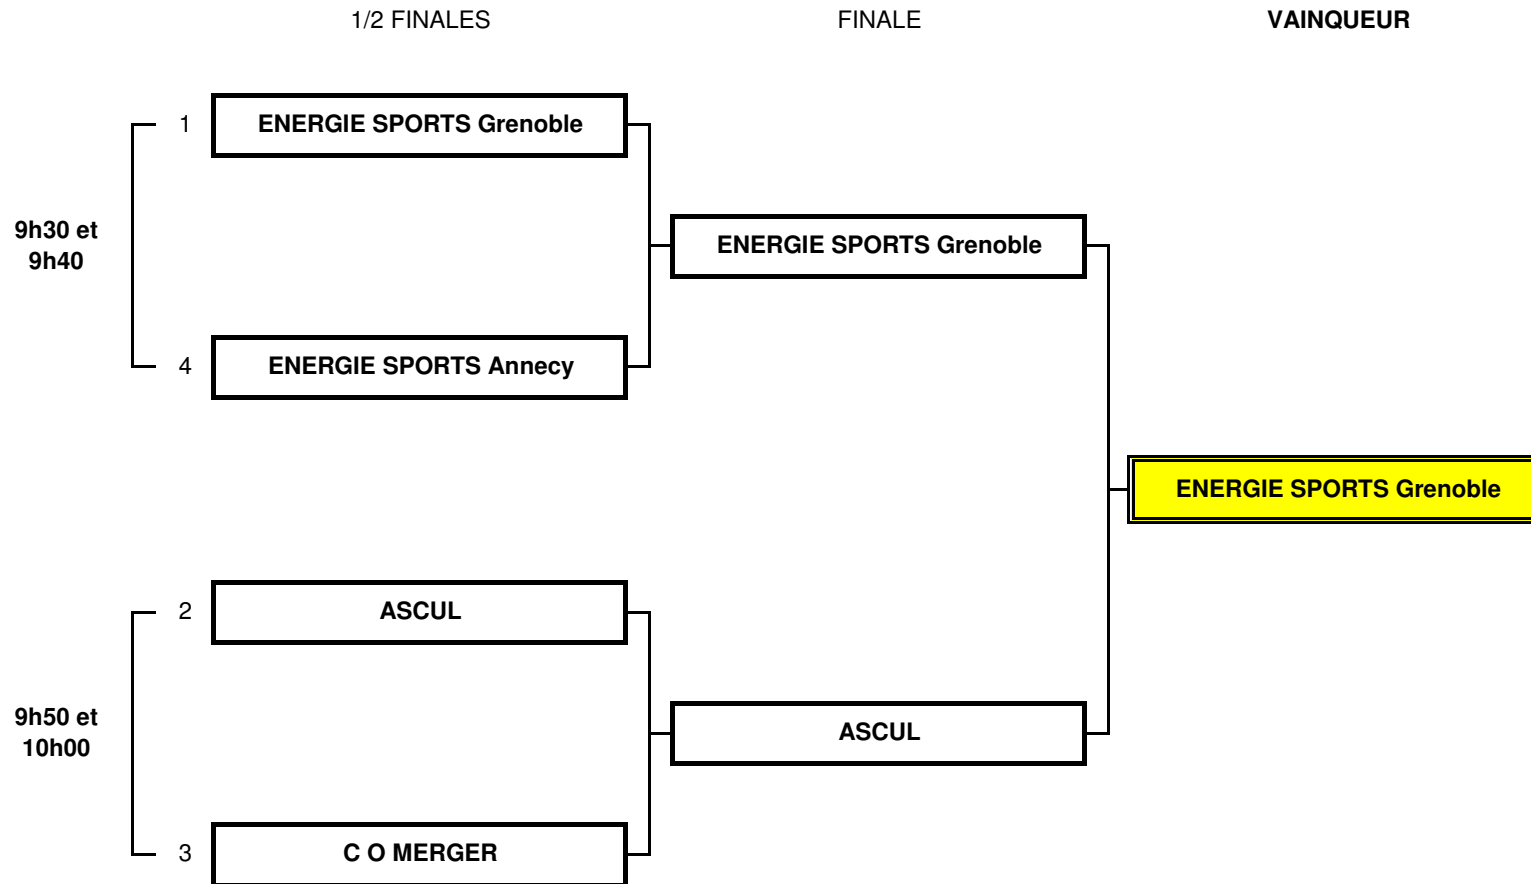 1/2 FINALES
FINALE
VAINQUEUR
1
ENERGIE SPORTS Grenoble
9h30 et
9h40
ENERGIE SPORTS Grenoble
4
ENERGIE SPORTS Annecy
ENERGIE SPORTS Grenoble
2
ASCUL
9h50 et
10h00
ASCUL
3
C O MERGER